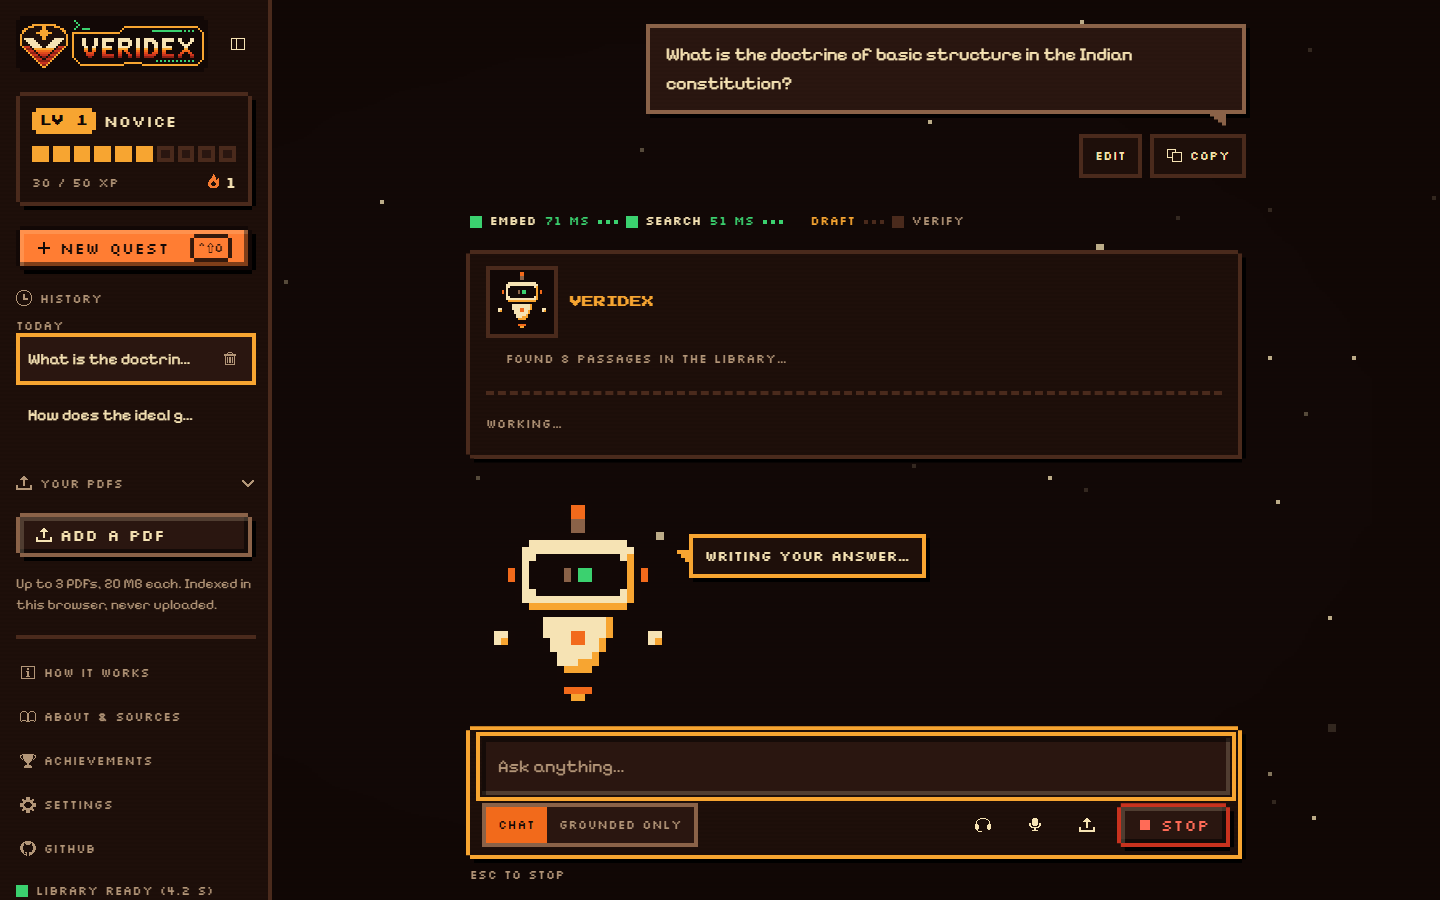 VERIDEX
LV 1 NOVICE
30 / 50 XP 1
+ NEW QUEST ^⇧O
HISTORY
TODAY
What is the doctrin...
How does the ideal g...
YOUR PDFS
ADD A PDF
Up to 3 PDFs, 20 MB each. Indexed in
this browser, never uploaded.
HOW IT WORKS
ABOUT & SOURCES
ACHIEVEMENTS
SETTINGS
GITHUB
LIBRARY READY (4.2 S)
What is the doctrine of basic structure in the Indian
constitution?
EDIT COPY
EMBED 71 MS SEARCH 51 MS DRAFT VERIFY
VERIDEX
FOUND 8 PASSAGES IN THE LIBRARY...
WORKING...
WRITING YOUR ANSWER...
Ask anything...
CHAT GROUNDED ONLY STOP
ESC TO STOP